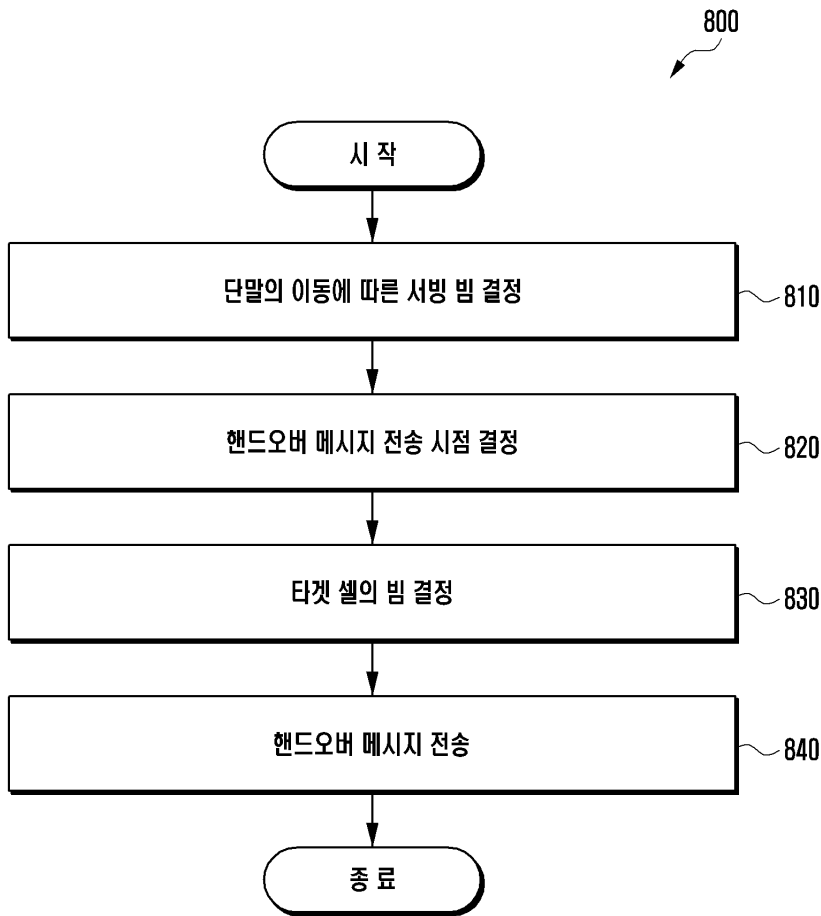 800
시 작
단말의 이동에 따른 서빙 빔 결정
810
핸드오버 메시지 전송 시점 결정
820
타겟 셀의 빔 결정
830
핸드오버 메시지 전송
840
종 료